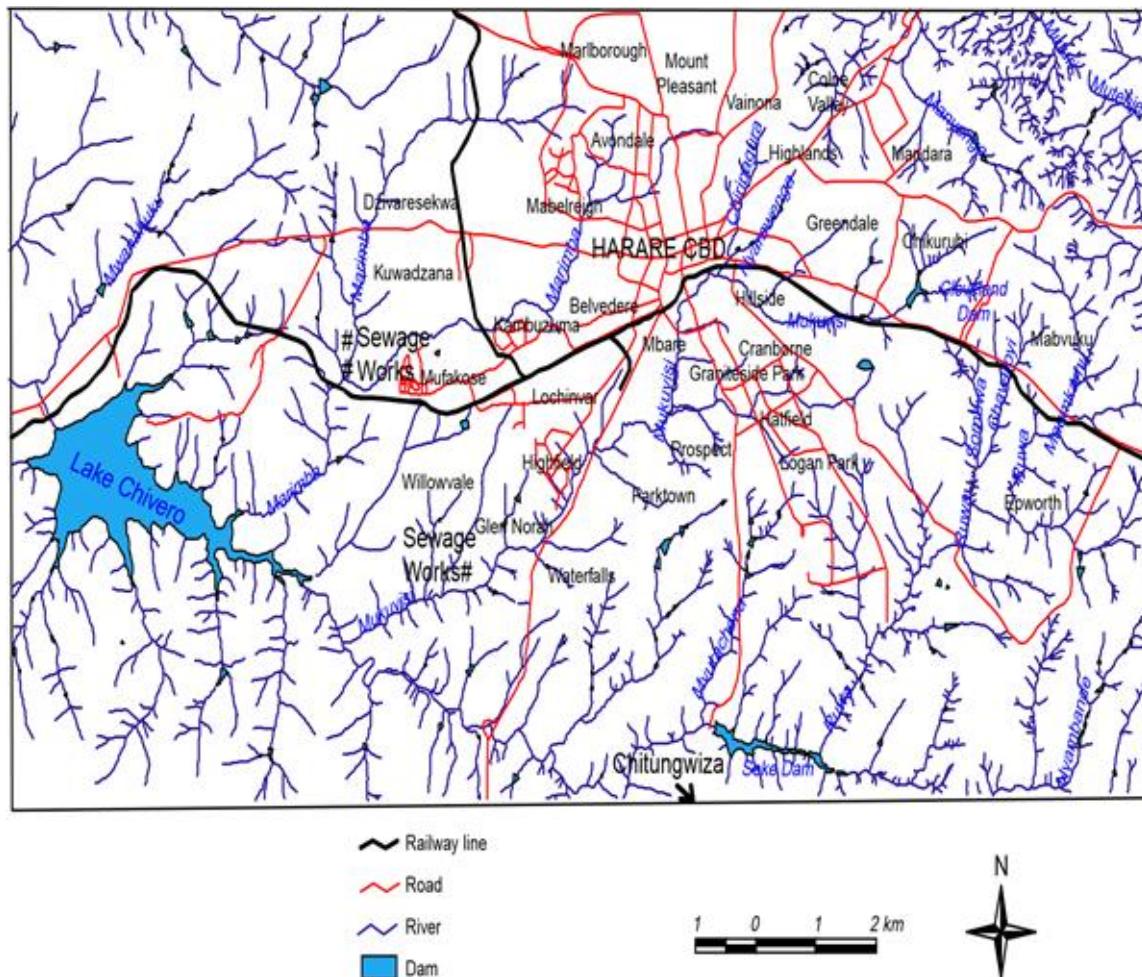 Marlborough
Mount
Pleasant
Colne
Valley
Vainona
Avondale
Highlands
Mandara
Dzivaresekwa
Mabelreign
Greendale
Chikurubi
HARARE CBD
Marimba
Marimba
Kuwadzana
Hillside
Cleveland
Dam
Belvedere
Mukuvisi
Mabvuku
# Sewage
# Works
Kambuzuma
Mbare
Cranborne
Graniteside Park
Mufakose
Lochinvar
Hatfield
Mukuvisi
Lake Chivero
Marimba
Willowvale
Highfield
Prospect
Logan Park
Parktown
Ruwa
Epworth
Glen Norah
Sewage
Works#
Waterfalls
Chitungwiza
Railway line
Road
River
Dam
1 0 1 2 km
N